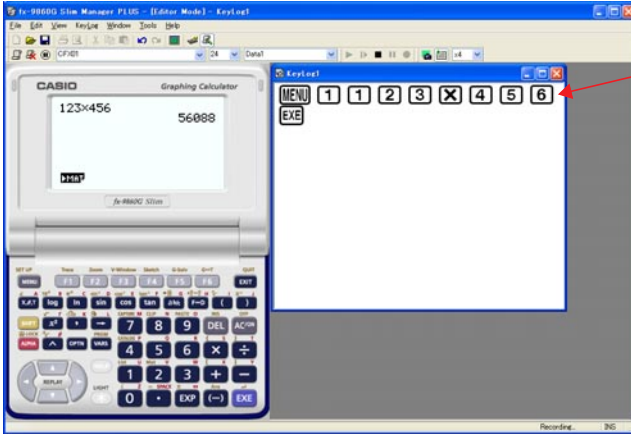 fx-9860G Slim Manager PLUS - [Editor Mode] - KeyLog1
File Edit View KeyLog Window Tools Help
CFXI01 24 Data1 x4
CASIO Graphing Calculator
123×456
56088
▶MAT
fx-9860G Slim
KeyLog1
MENU 1 1 2 3 X 4 5 6
EXE
SET UP Trace Zoom V-Window Sketch G-Solv G↔T QUIT
MENU F1 F2 F3 F4 F5 F6 EXIT
X,θ,T log ln sin cos tan a b/c F↔D ( )
SHIFT x² , →
7 8 9 DEL AC/ON
ALPHA ^ OPTN VARS
4 5 6 × ÷
REPLAY
1 2 3 + −
LIGHT
0 . EXP (−) EXE
Recording... INS